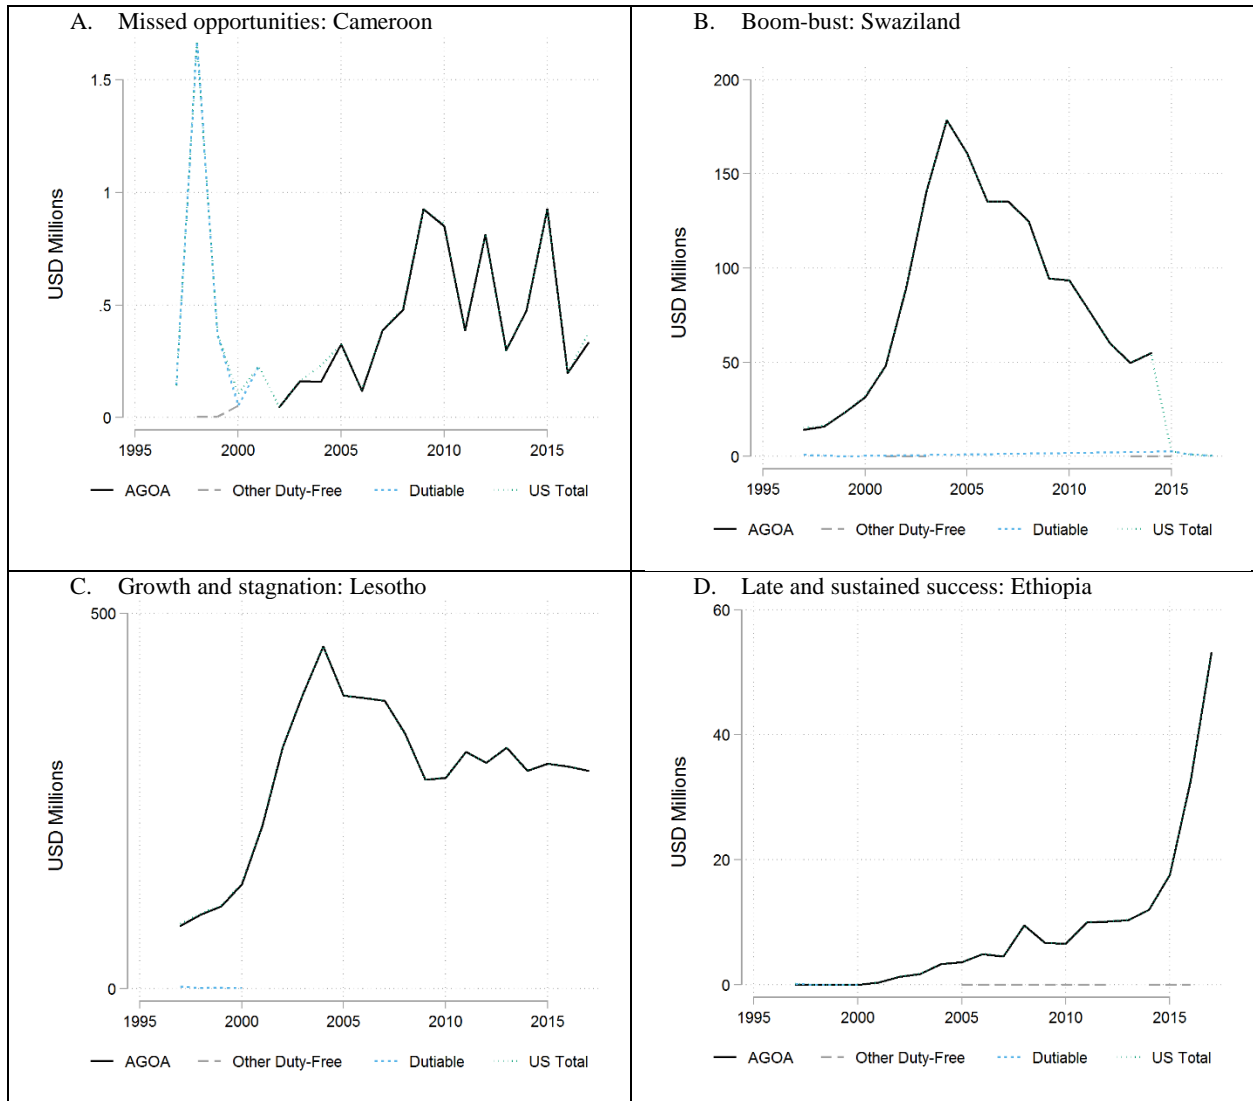 A. Missed opportunities: Cameroon
USD Millions
1.5
1
.5
0
1995 2000 2005 2010 2015
AGOA Other Duty-Free Dutiable US Total
B. Boom-bust: Swaziland
USD Millions
200
150
100
50
0
1995 2000 2005 2010 2015
AGOA Other Duty-Free Dutiable US Total
C. Growth and stagnation: Lesotho
USD Millions
500
0
1995 2000 2005 2010 2015
AGOA Other Duty-Free Dutiable US Total
D. Late and sustained success: Ethiopia
USD Millions
60
40
20
0
1995 2000 2005 2010 2015
AGOA Other Duty-Free Dutiable US Total